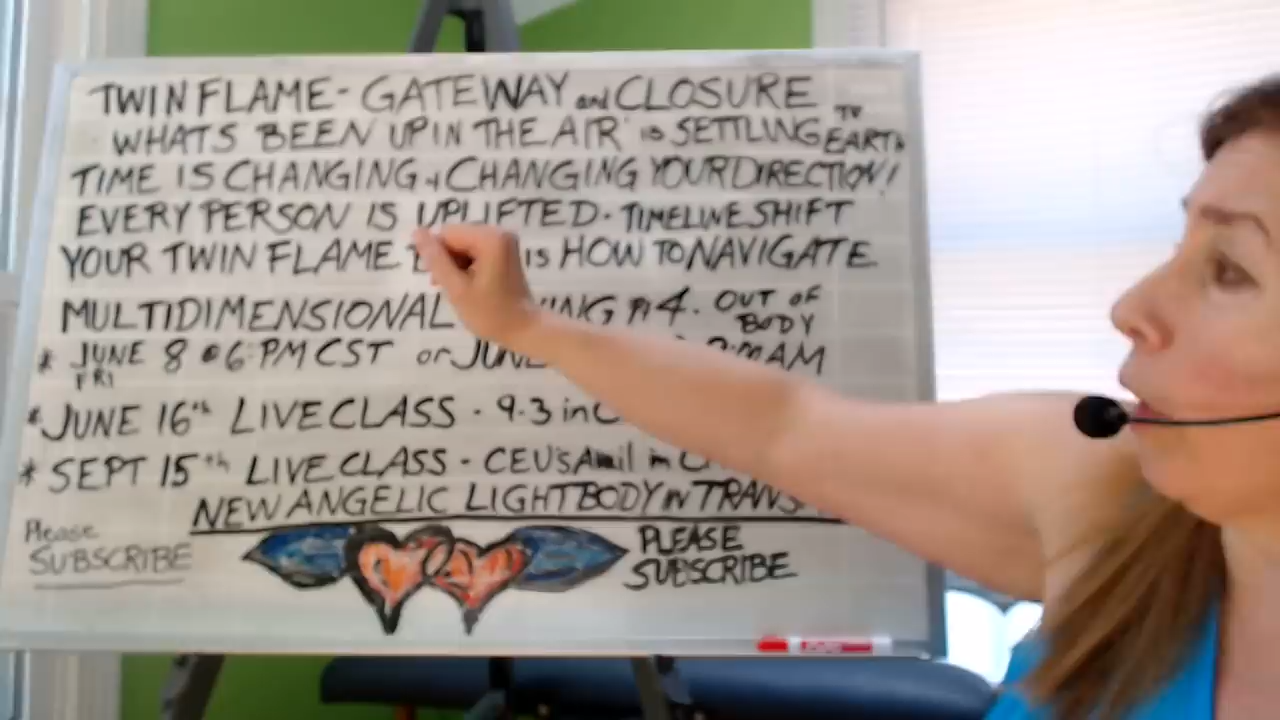 TWIN FLAME - GATEWAY and CLOSURE
WHATS BEEN UP IN THE AIR is SETTLING TO EARTH
TIME IS CHANGING + CHANGING YOUR DIRECTION!
EVERY PERSON IS UPLIFTED. TIMELINE SHIFT
YOUR TWIN FLAME IS HOW TO NAVIGATE
MULTIDIMENSIONAL 4. OUT OF BODY
* JUNE 8 @ 6 PM CST or JUNE AM
FRI
* JUNE 16th LIVE CLASS - 9-3 in
* SEPT 15th LIVE CLASS - CEU's in
NEW ANGELIC LIGHTBODY IN
Please
SUBSCRIBE
PLEASE
SUBSCRIBE